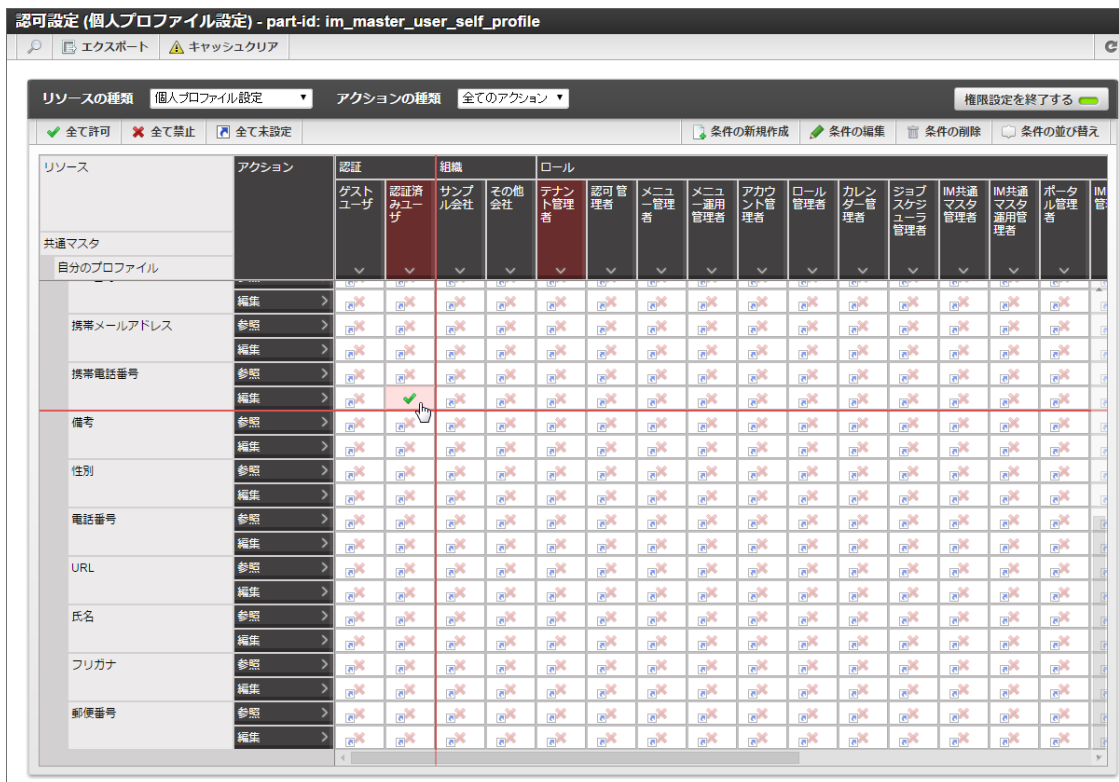 認可設定 (個人プロファイル設定) - part-id: im_master_user_self_profile
エクスポート キャッシュクリア
リソースの種類 個人プロファイル設定 アクションの種類 全てのアクション 権限設定を終了する
全て許可 全て禁止 全て未設定 条件の新規作成 条件の編集 条件の削除 条件の並び替え
リソース アクション 認証 組織 ロール
ゲストユーザ 認証済みユーザ サンプル会社 その他会社 テナント管理者 認可 管理者 メニュー管理者 メニュー運用管理者 アカウント管理者 ロール管理者 カレンダー管理者 ジョブスケジューラ管理者 IM共通マスタ管理者 IM共通マスタ運用管理者 ポータル管理者
共通マスタ
自分のプロファイル
編集
携帯メールアドレス 参照
編集
携帯電話番号 参照
編集
備考 参照
編集
性別 参照
編集
電話番号 参照
編集
URL 参照
編集
氏名 参照
編集
フリガナ 参照
編集
郵便番号 参照
編集